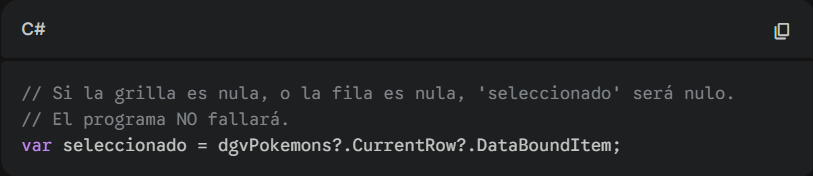 C#
// Si la grilla es nula, o la fila es nula, 'seleccionado' será nulo.
// El programa NO fallará.
var seleccionado = dgvPokemons?.CurrentRow?.DataBoundItem;